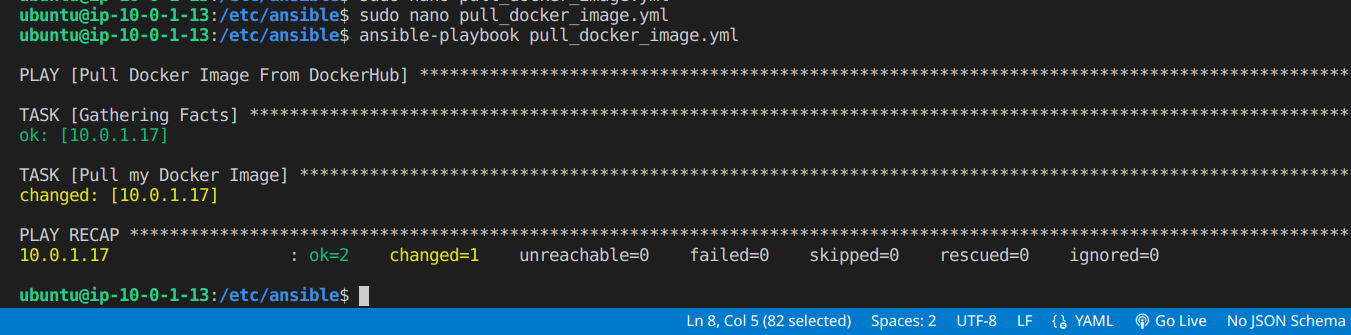 sudo nano pull_docker_image.yml
ubuntu@ip-10-0-1-13:/etc/ansible$ sudo nano pull_docker_image.yml
ubuntu@ip-10-0-1-13:/etc/ansible$ ansible-playbook pull_docker_image.yml
PLAY [Pull Docker Image From DockerHub] *********************************************************************************************
TASK [Gathering Facts] **************************************************************************************************************
ok: [10.0.1.17]
TASK [Pull my Docker Image] *********************************************************************************************************
changed: [10.0.1.17]
PLAY RECAP **************************************************************************************************************************
10.0.1.17 : ok=2 changed=1 unreachable=0 failed=0 skipped=0 rescued=0 ignored=0
ubuntu@ip-10-0-1-13:/etc/ansible$
Ln 8, Col 5 (82 selected) Spaces: 2 UTF-8 LF YAML Go Live No JSON Schema